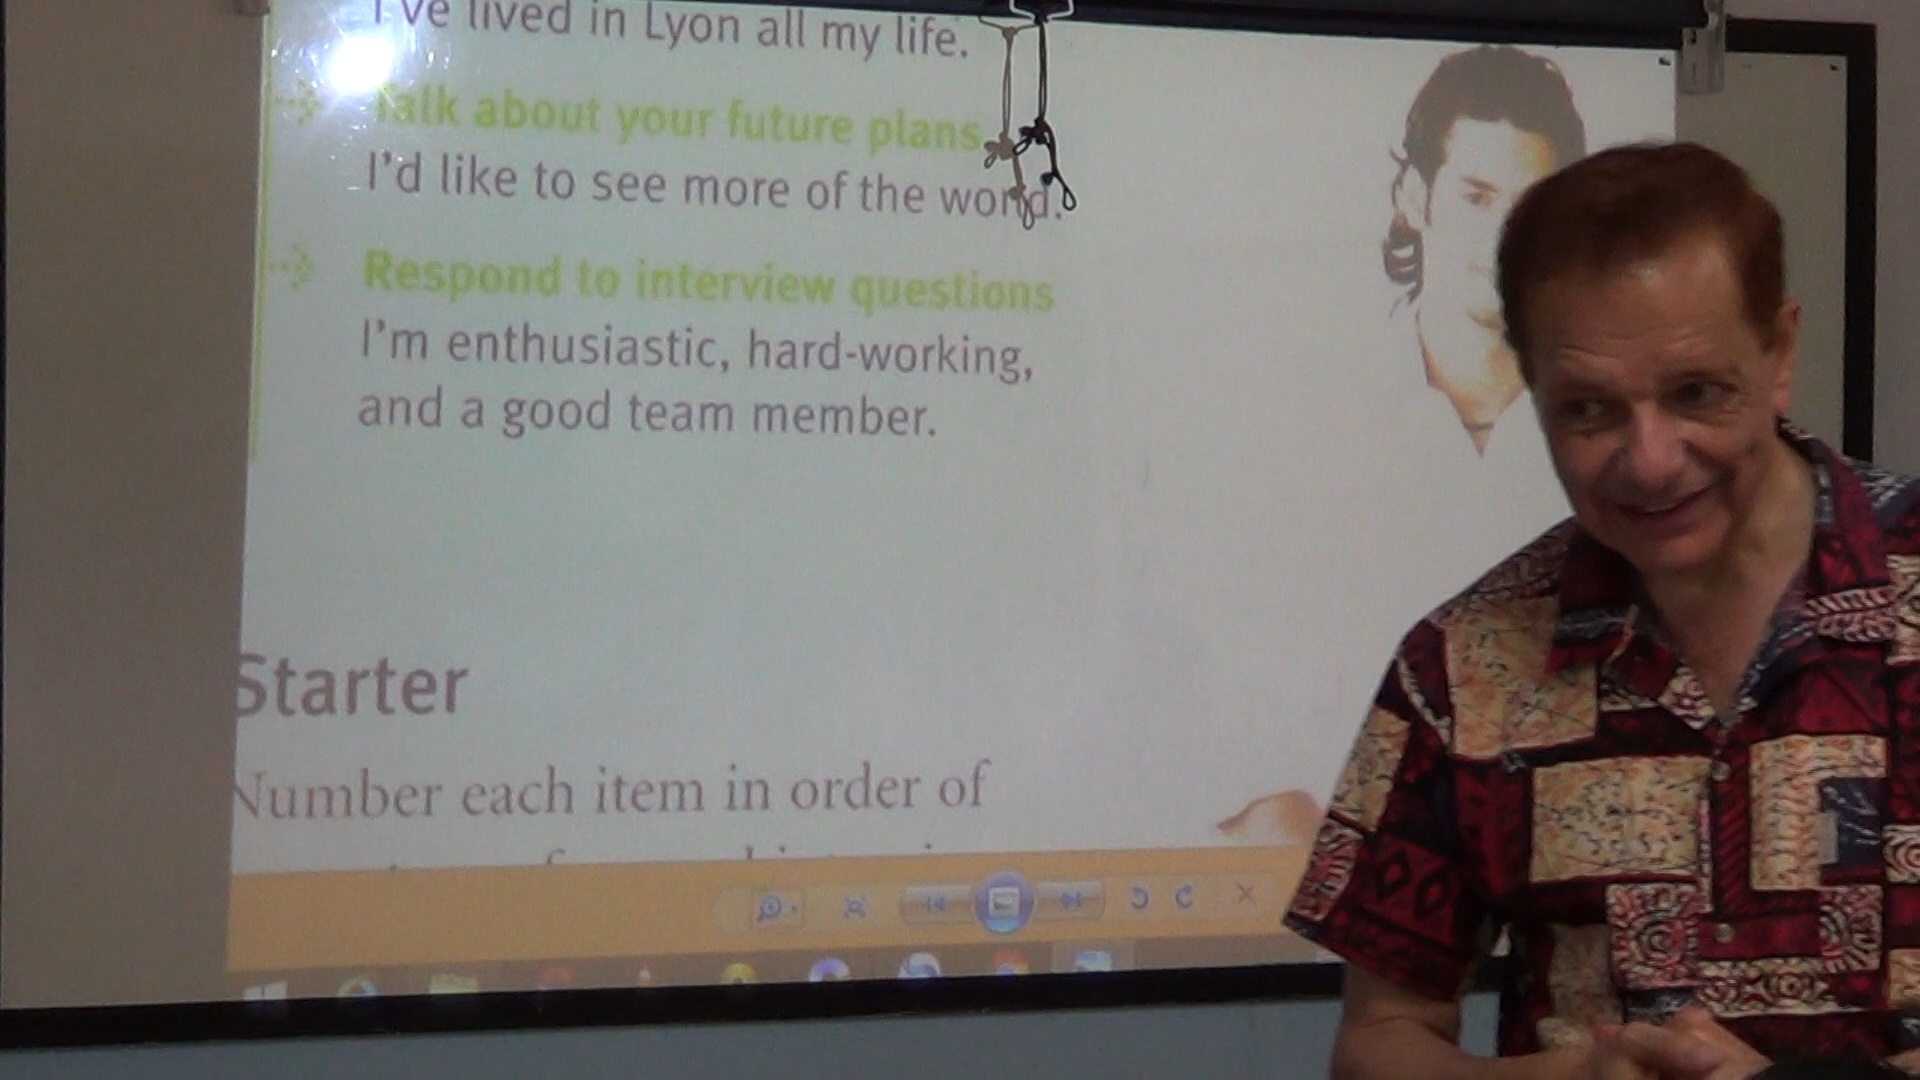 I've lived in Lyon all my life.
Talk about your future plans
I'd like to see more of the world.
Respond to interview questions
I'm enthusiastic, hard-working,
and a good team member.
Starter
Number each item in order of